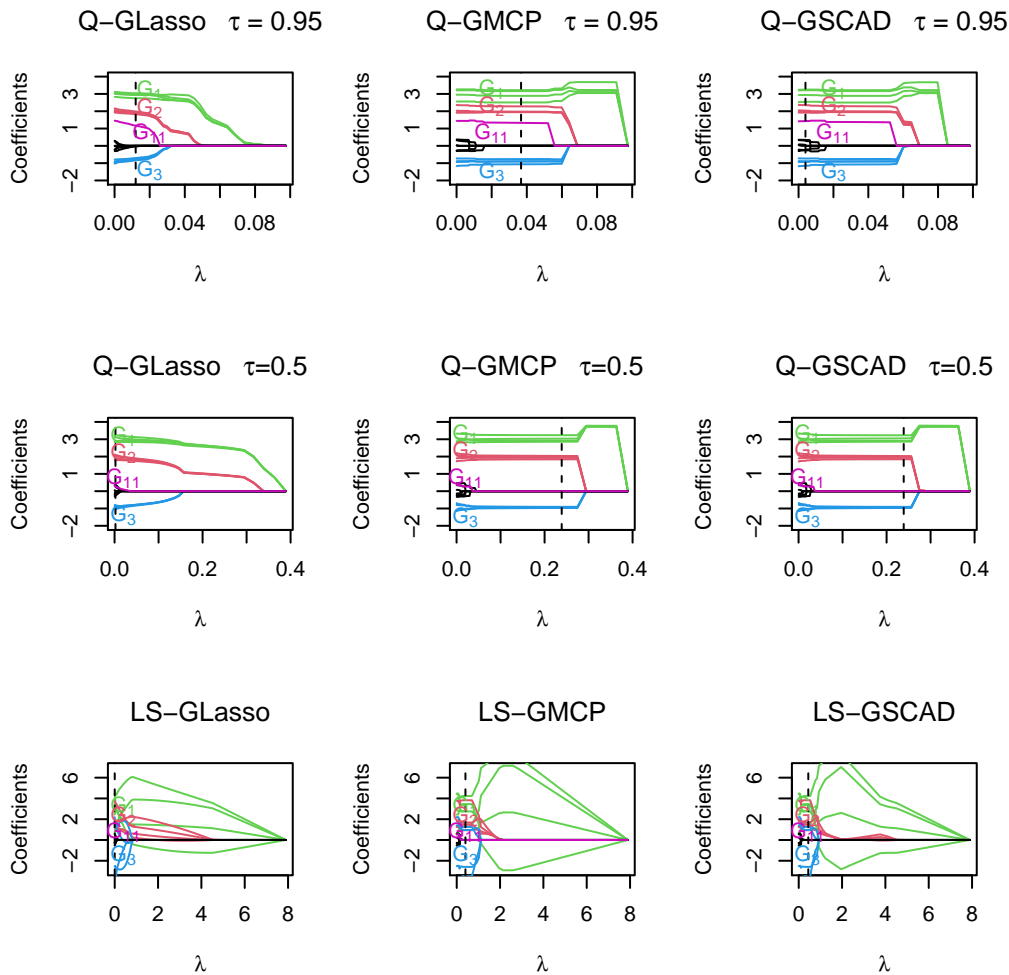 Q−GLasso τ = 0.95
Q−GMCP τ = 0.95
Q−GSCAD τ = 0.95
Coefficients
3
1
−2
G1
G2
G11
G3
0.00 0.04 0.08
λ
Coefficients
3
1
−2
G1
G2
G11
G3
0.00 0.04 0.08
λ
Coefficients
3
1
−2
G1
G2
G11
G3
0.00 0.04 0.08
λ
Q−GLasso τ=0.5
Q−GMCP τ=0.5
Q−GSCAD τ=0.5
Coefficients
3
1
−2
G1
G2
G11
G3
0.0 0.2 0.4
λ
Coefficients
3
1
−2
G1
G2
G11
G3
0.0 0.2 0.4
λ
Coefficients
3
1
−2
G1
G2
G11
G3
0.0 0.2 0.4
λ
LS−GLasso
LS−GMCP
LS−GSCAD
Coefficients
6
2
−2
G1
G2
G11
G3
0 2 4 6 8
λ
Coefficients
6
2
−2
G11
G3
0 2 4 6 8
λ
Coefficients
6
2
−2
G11
G3
0 2 4 6 8
λ